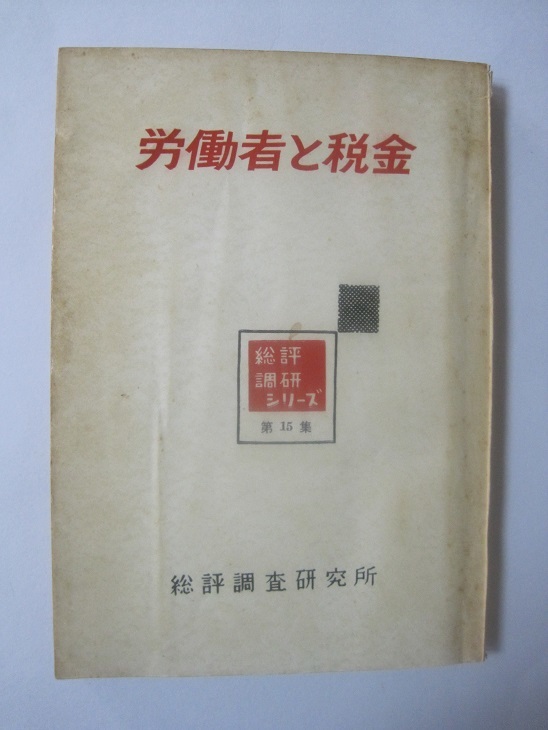 労働者と税金
総評
調研
シリーズ
第15集
総評調査研究所